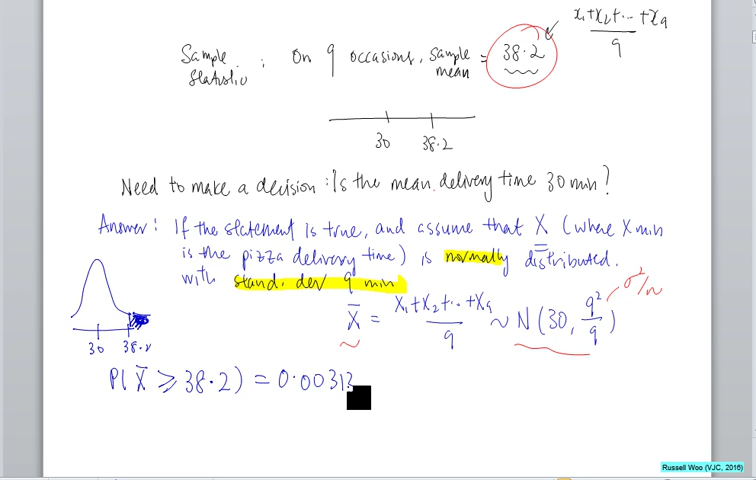 x₁+x₂+...+x₉
9
Sample Statistic : On 9 occasions, sample mean = 38.2
30 38.2
Need to make a decision : Is the mean delivery time 30 min?
Answer : If the statement is true, and assume that X (where X min
is the pizza delivery time) is normally distributed.
with stand. dev 9 min
X̄ = X₁+X₂+...+X₉ / 9 ~ N(30, 9²/9) σ²/n
30 38.2
P(X̄ ≥ 38.2) = 0.00313
Russell Woo (VJC, 2016)